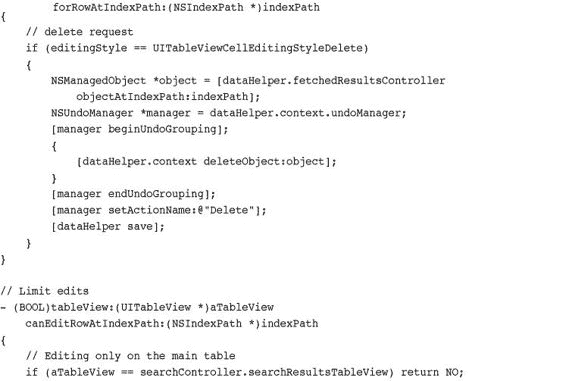 forRowAtIndexPath:(NSIndexPath *)indexPath
{
// delete request
if (editingStyle == UITableViewCellEditingStyleDelete)
{
NSManagedObject *object = [dataHelper.fetchedResultsController
objectAtIndexPath:indexPath];
NSUndoManager *manager = dataHelper.context.undoManager;
[manager beginUndoGrouping];
{
[dataHelper.context deleteObject:object];
}
[manager endUndoGrouping];
[manager setActionName:@"Delete"];
[dataHelper save];
}
}
// Limit edits
- (BOOL)tableView:(UITableView *)aTableView
canEditRowAtIndexPath:(NSIndexPath *)indexPath
{
// Editing only on the main table
if (aTableView == searchController.searchResultsTableView) return NO;